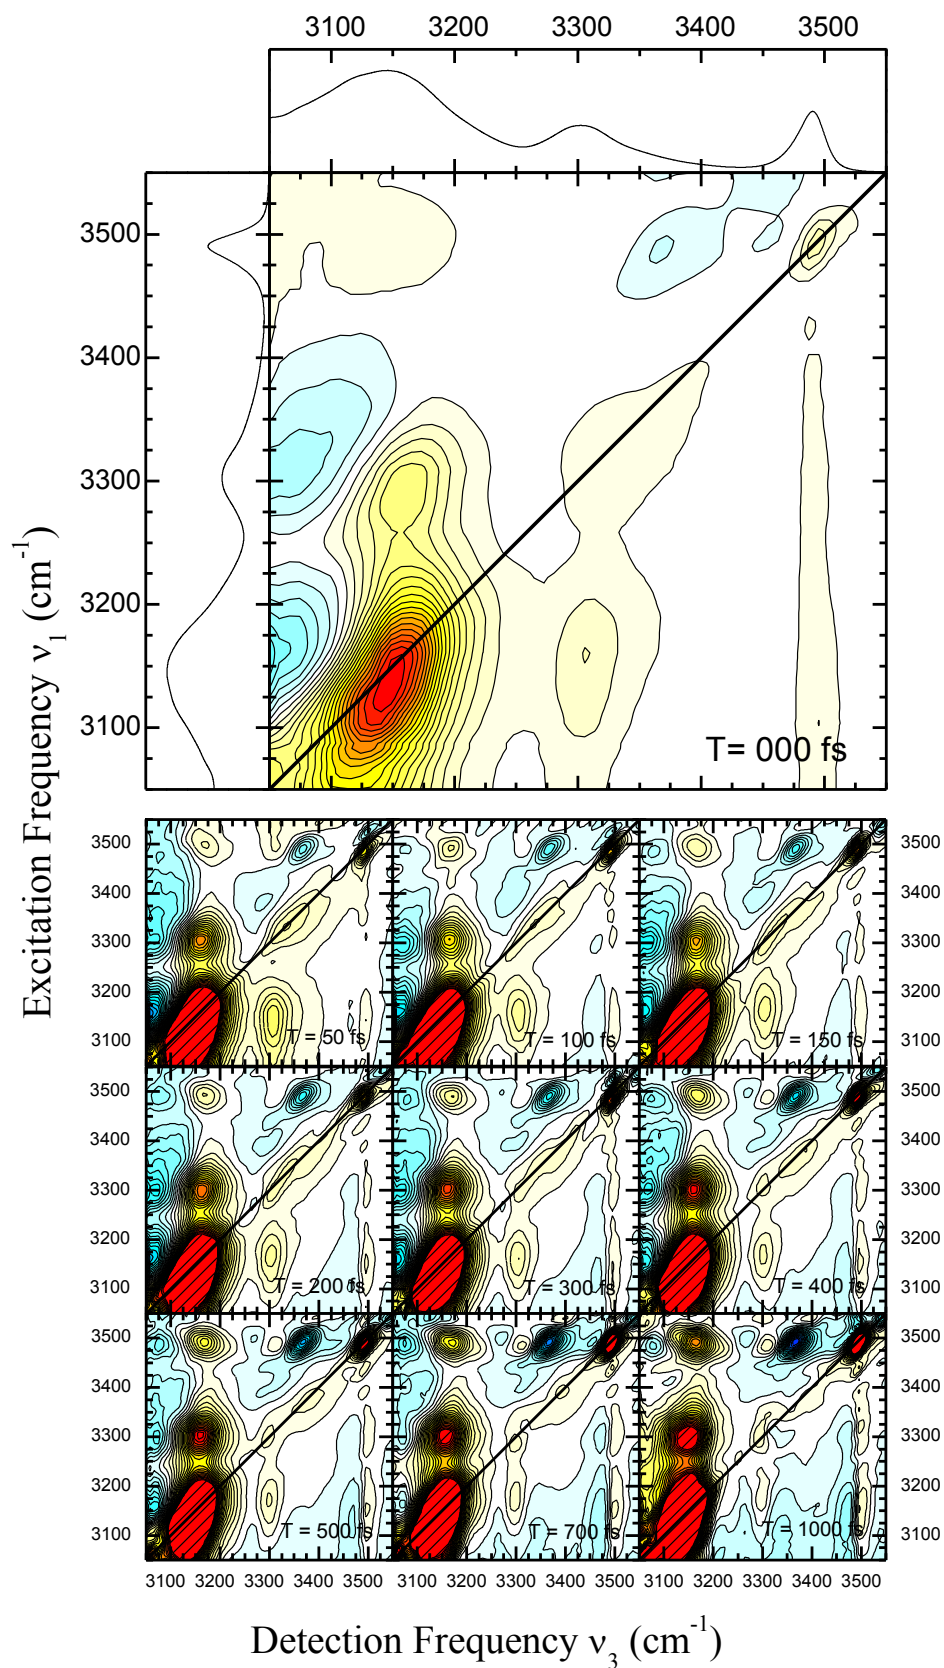 3100 3200 3300 3400 3500
3500
3400
3300
3200
3100
Excitation Frequency ν₁ (cm⁻¹)
T= 000 fs
3500 3500
3400 3400
3300 3300
3200 3200
3100 3100
T = 50 fs T = 100 fs T = 150 fs
3500 3500
3400 3400
3300 3300
3200 3200
3100 3100
T = 200 fs T = 300 fs T = 400 fs
3500 3500
3400 3400
3300 3300
3200 3200
3100 3100
T = 500 fs T = 700 fs T = 1000 fs
3100 3200 3300 3400 3500 3100 3200 3300 3400 3500 3100 3200 3300 3400 3500
Detection Frequency ν₃ (cm⁻¹)